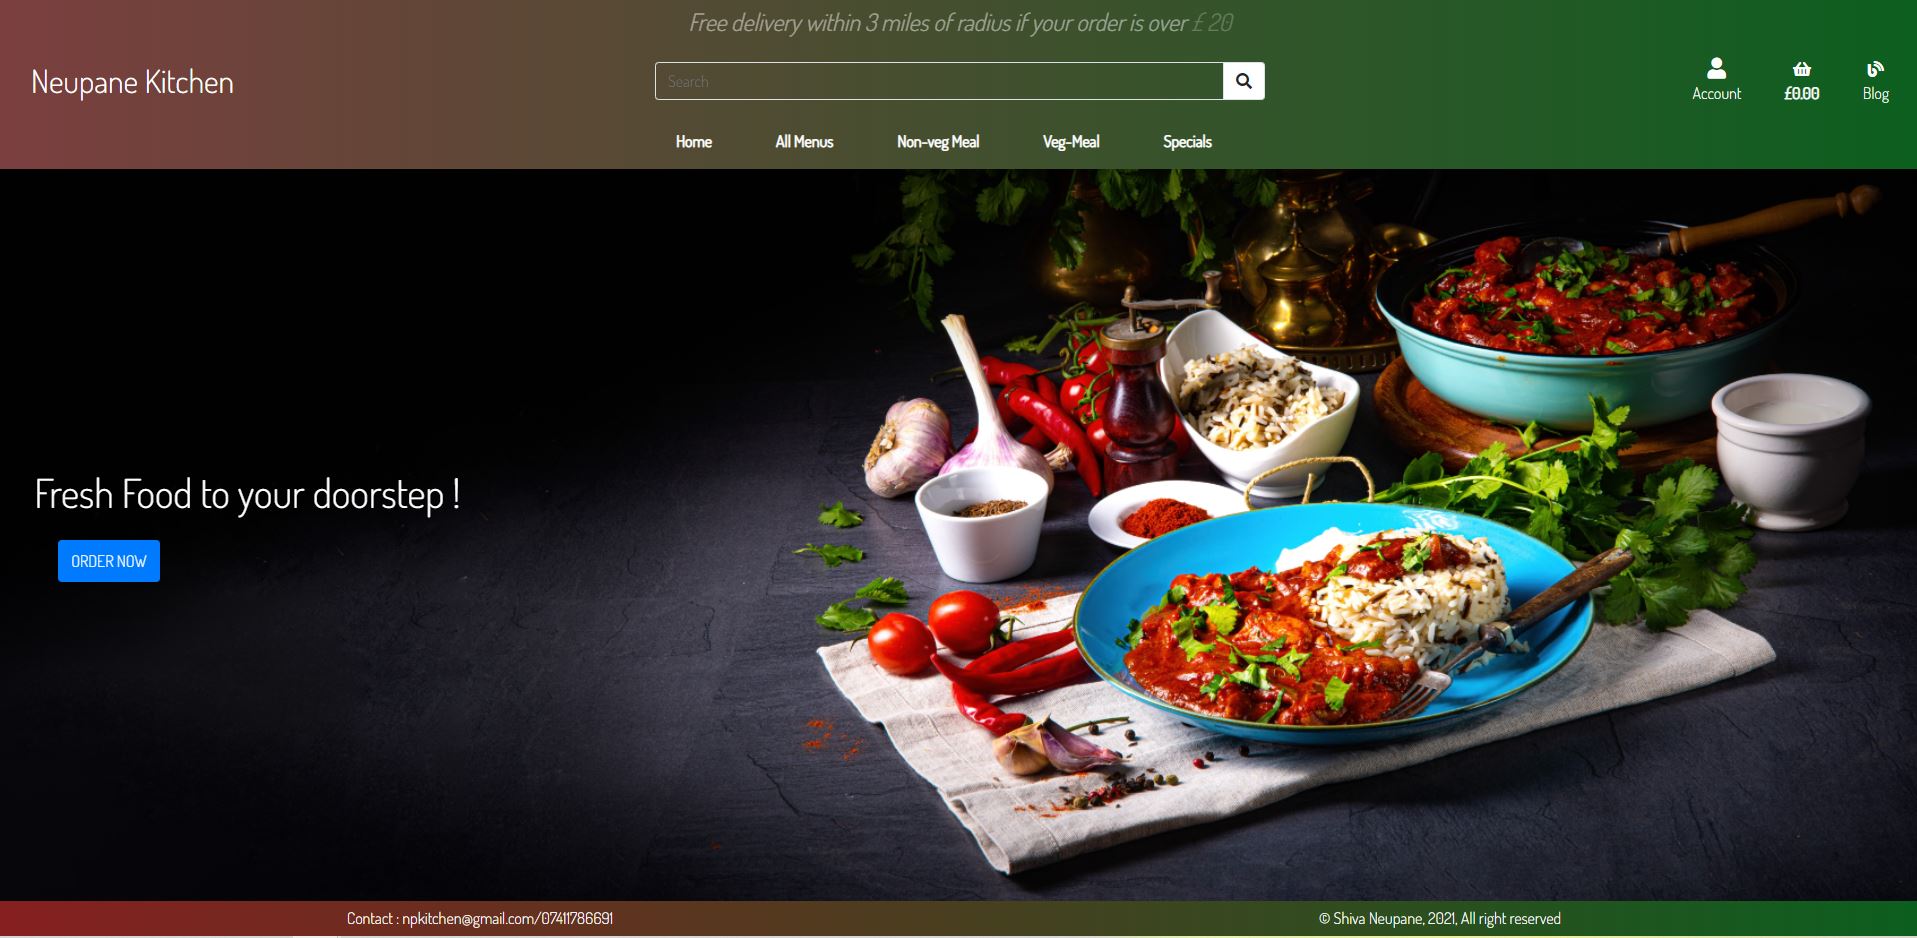 Free delivery within 3 miles of radius if your order is over £ 20
Neupane Kitchen
Search
Account
£0.00
Blog
Home
All Menus
Non-veg Meal
Veg-Meal
Specials
Fresh Food to your doorstep !
ORDER NOW
Contact : npkitchen@gmail.com/07411786691
© Shiva Neupane, 2021, All right reserved